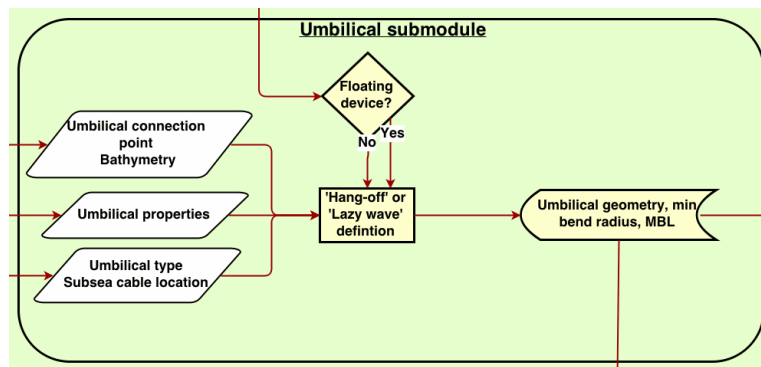 Umbilical submodule
Floating
device?
No
Yes
Umbilical connection
point
Bathymetry
Umbilical properties
Umbilical type
Subsea cable location
'Hang-off' or
'Lazy wave'
defintion
Umbilical geometry, min
bend radius, MBL